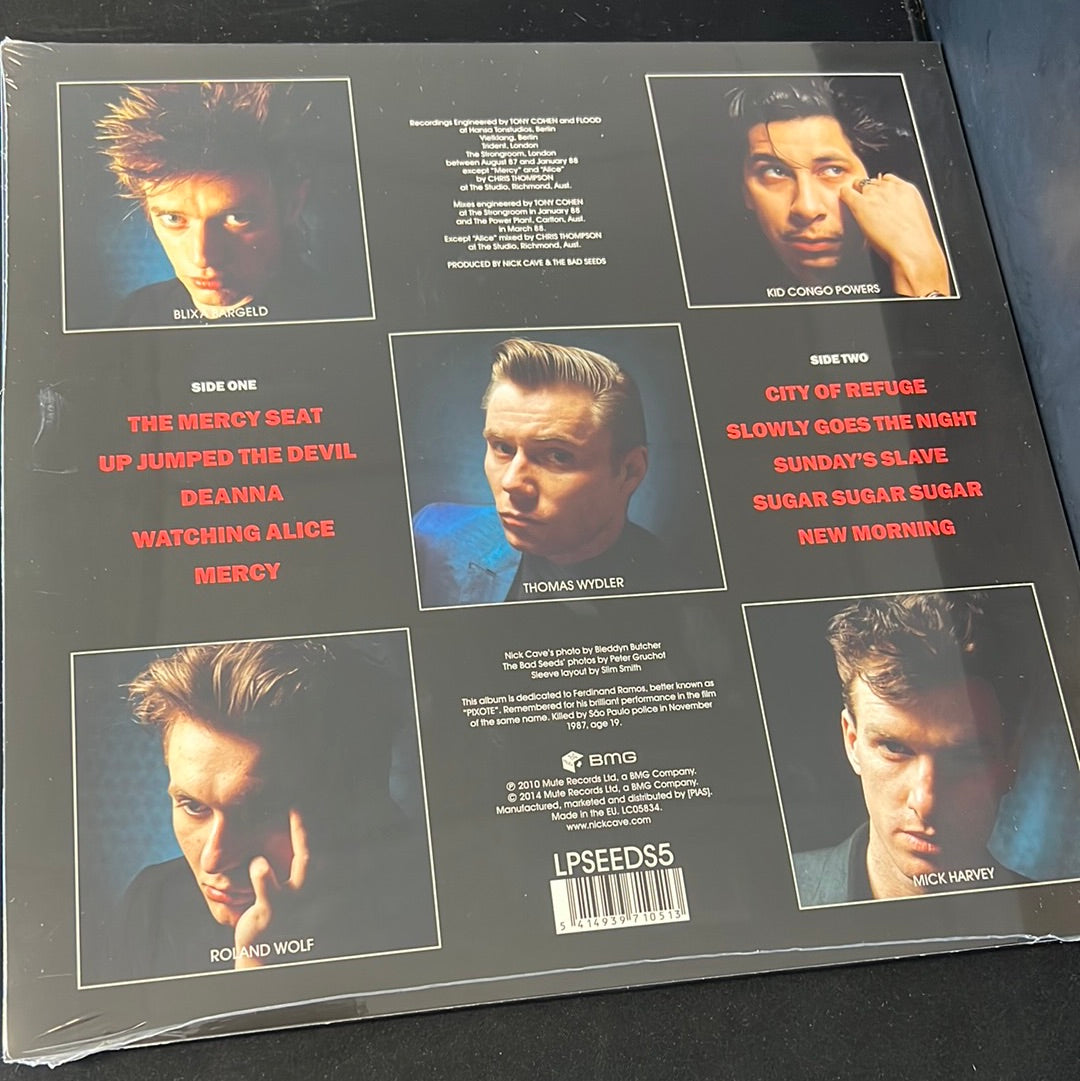 Recordings Engineered by TONY COHEN and FLOOD
at Hansa Tonstudios, Berlin
Vielklang, Berlin
Trident, London
The Strongroom, London
between August 87 and January 88
except "Mercy" and "Alice"
by CHRIS THOMPSON
at The Studio, Richmond, Aust.
Mixes engineered by TONY COHEN
at The Strongroom in January 88
and The Power Plant, Carlton, Aust.
in March 88.
Except "Alice" mixed by CHRIS THOMPSON
at The Studio, Richmond, Aust.
PRODUCED BY NICK CAVE & THE BAD SEEDS
BLIXA BARGELD
KID CONGO POWERS
SIDE ONE
THE MERCY SEAT
UP JUMPED THE DEVIL
DEANNA
WATCHING ALICE
MERCY
THOMAS WYDLER
SIDE TWO
CITY OF REFUGE
SLOWLY GOES THE NIGHT
SUNDAY'S SLAVE
SUGAR SUGAR SUGAR
NEW MORNING
Nick Cave's photo by Bleddyn Butcher
The Bad Seeds' photos by Peter Gruchot
Sleeve layout by Slim Smith
This album is dedicated to Ferdinand Ramos, better known as
"PIXOTE". Remembered for his brilliant performance in the film
of the same name. Killed by São Paulo police in November
1987, age 19.
BMG
℗ 2010 Mute Records Ltd, a BMG Company.
© 2014 Mute Records Ltd, a BMG Company.
Manufactured, marketed and distributed by [PIAS].
Made in the EU. LC05834.
www.nickcave.com
LPSEEDS5
5 414939 710513
ROLAND WOLF
MICK HARVEY